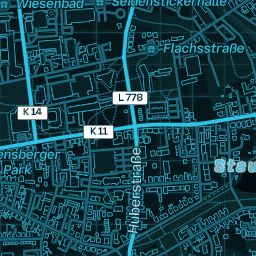 Wiesenbad
Seidenstickerhalle
Flachsstraße
L 778
K 14
K 11
ensberger
Park
Huberstraße
Stau